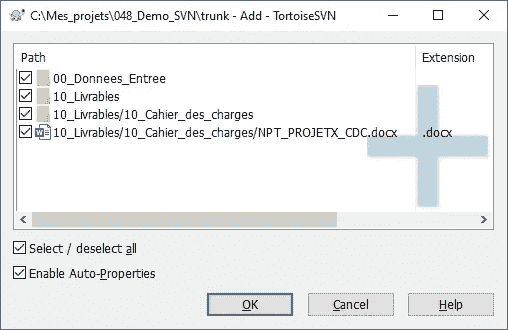 C:\Mes_projets\048_Demo_SVN\trunk - Add - TortoiseSVN
Path Extension
00_Donnees_Entree
10_Livrables
10_Livrables/10_Cahier_des_charges
10_Livrables/10_Cahier_des_charges/NPT_PROJETX_CDC.docx .docx
Select / deselect all
Enable Auto-Properties
OK Cancel Help